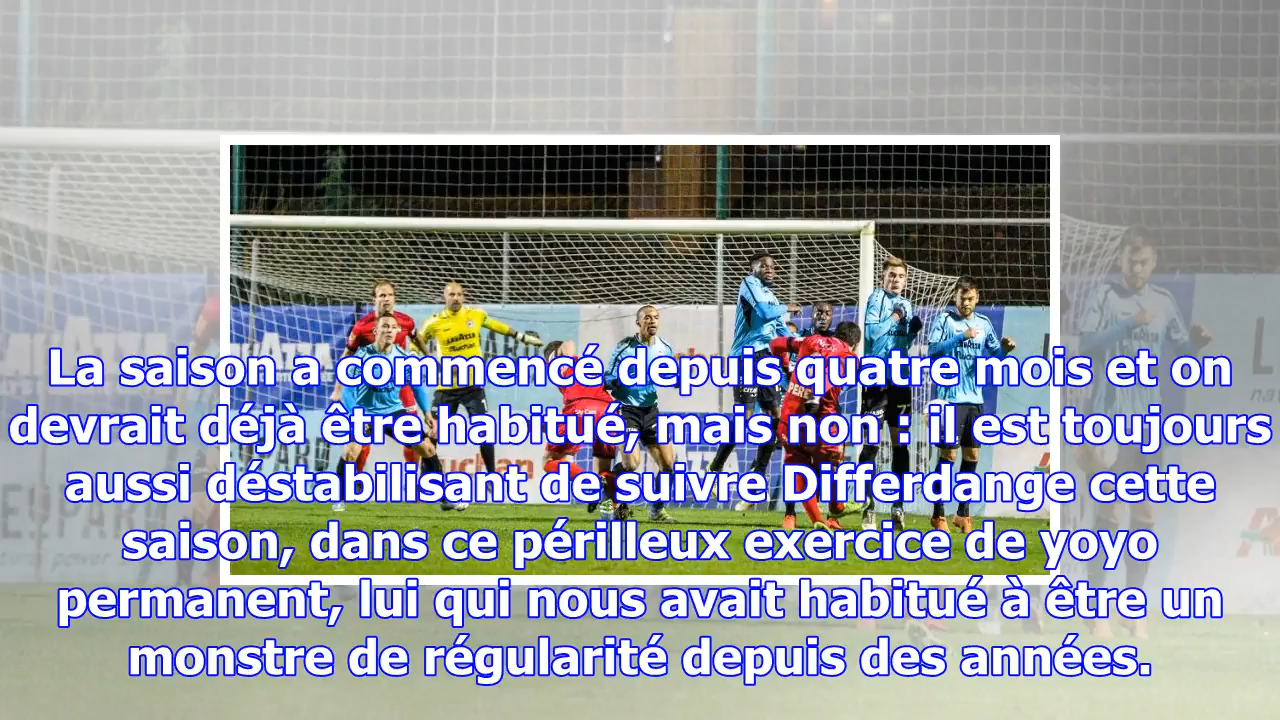 La saison a commencé depuis quatre mois et on
devrait déjà être habitué, mais non : il est toujours
aussi déstabilisant de suivre Differdange cette
saison, dans ce périlleux exercice de yoyo
permanent, lui qui nous avait habitué à être un
monstre de régularité depuis des années.